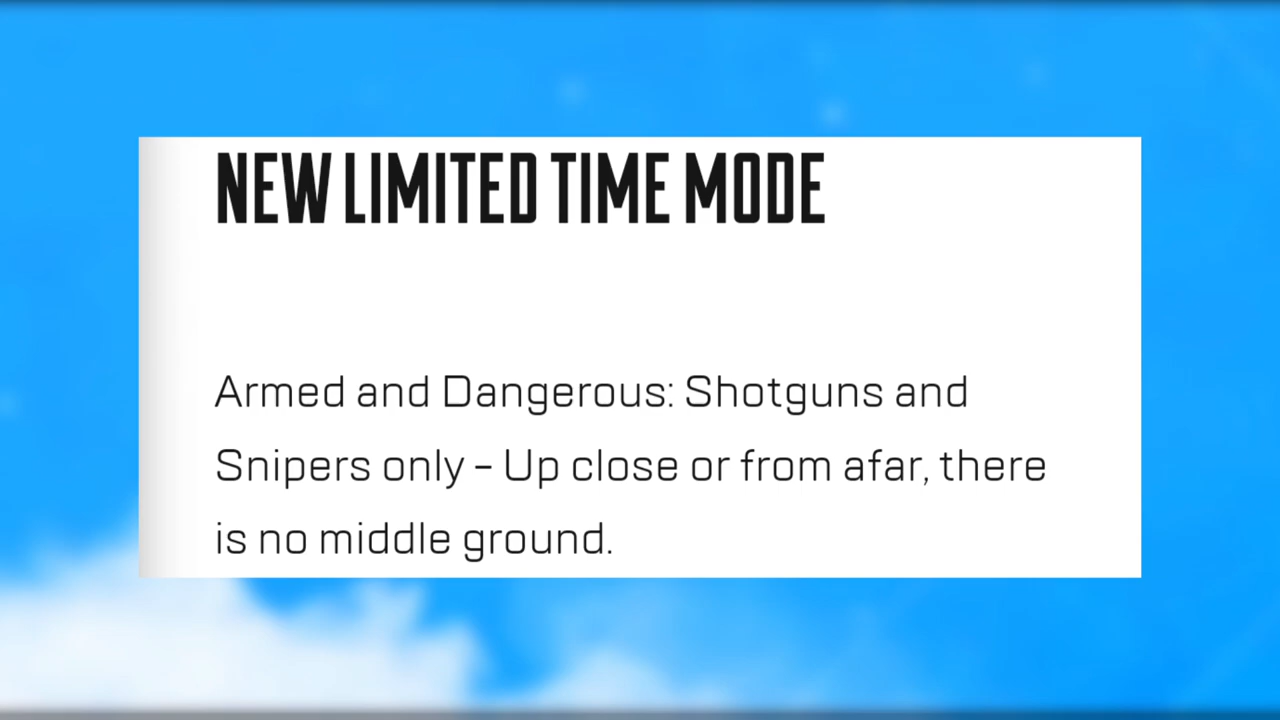 NEW LIMITED TIME MODE
Armed and Dangerous: Shotguns and
Snipers only – Up close or from afar, there
is no middle ground.